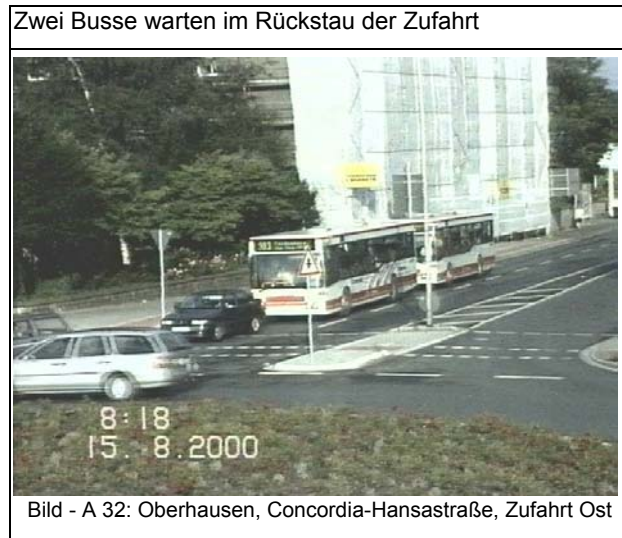 Zwei Busse warten im Rückstau der Zufahrt
8:18
15. 8.2000
Bild - A 32: Oberhausen, Concordia-Hansastraße, Zufahrt Ost